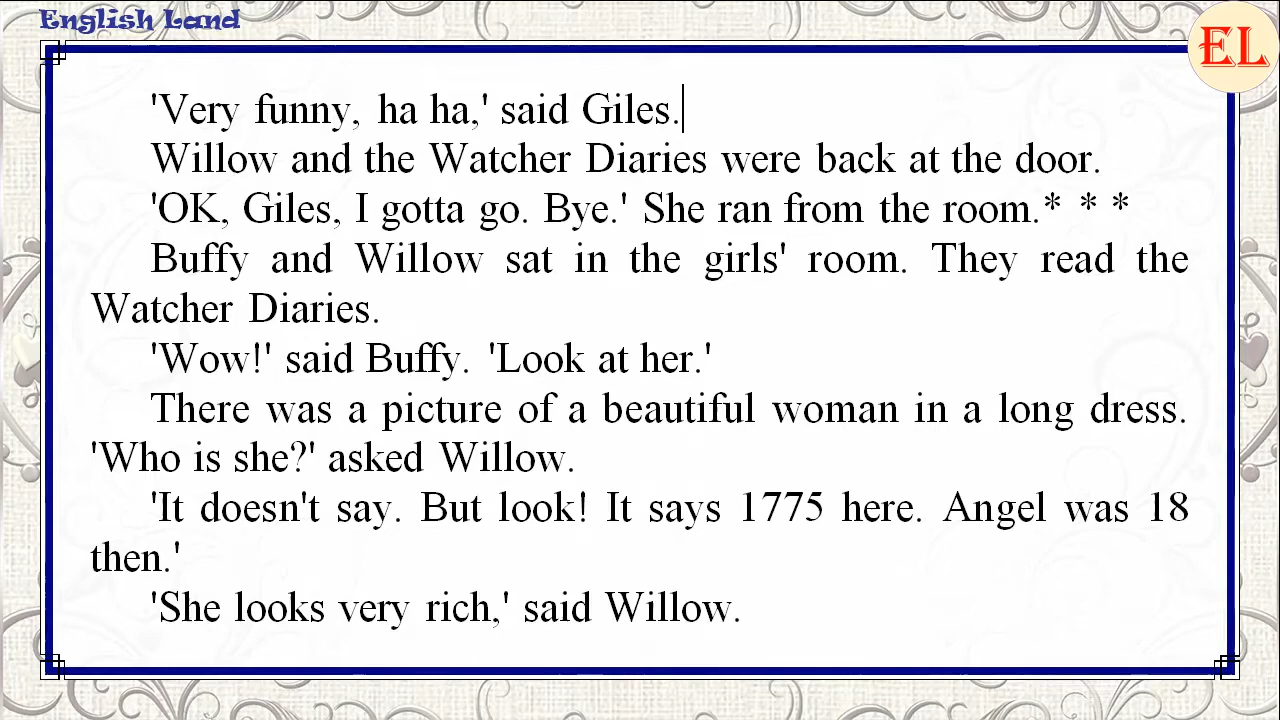 English Land
EL
'Very funny, ha ha,' said Giles.
Willow and the Watcher Diaries were back at the door.
'OK, Giles, I gotta go. Bye.' She ran from the room.* * *
Buffy and Willow sat in the girls' room. They read the
Watcher Diaries.
'Wow!' said Buffy. 'Look at her.'
There was a picture of a beautiful woman in a long dress.
'Who is she?' asked Willow.
'It doesn't say. But look! It says 1775 here. Angel was 18
then.'
'She looks very rich,' said Willow.